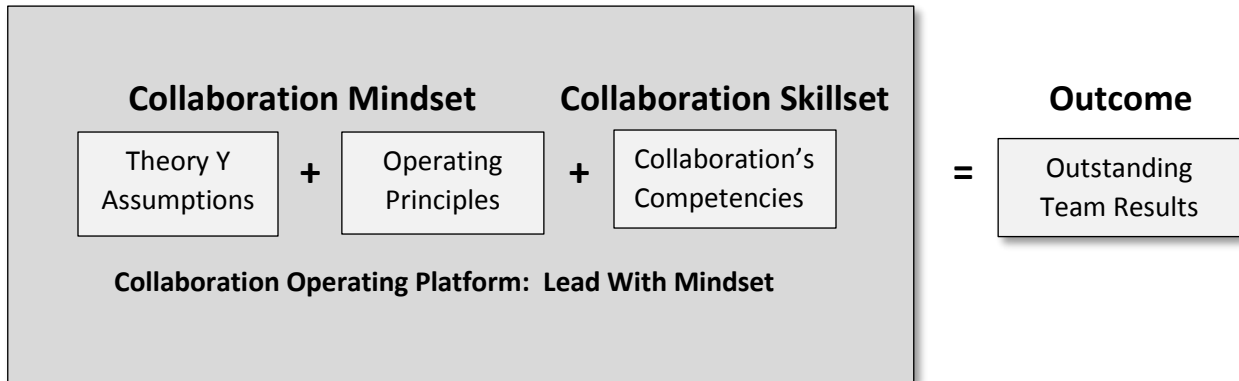 Collaboration Mindset Collaboration Skillset Outcome
Theory Y
Assumptions
+
Operating
Principles
+
Collaboration’s
Competencies
=
Outstanding
Team Results
Collaboration Operating Platform:  Lead With Mindset